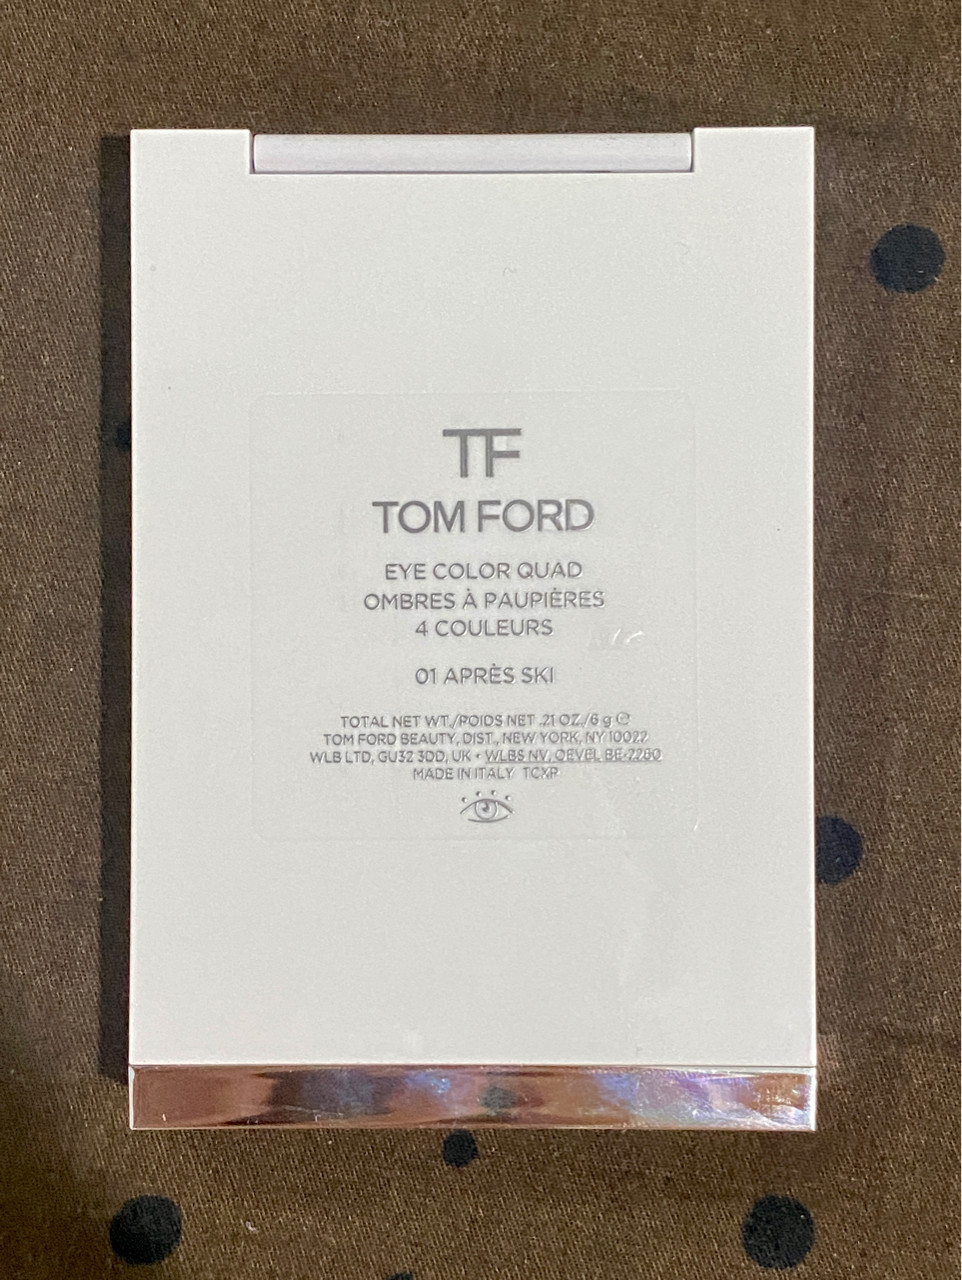 TF
TOM FORD
EYE COLOR QUAD
OMBRES À PAUPIÈRES
4 COULEURS
01 APRÈS SKI
TOTAL NET WT./POIDS NET .21 OZ./6 g ℮
TOM FORD BEAUTY, DIST., NEW YORK, NY 10022
WLB LTD, GU32 3DD, UK • WLBS NV, OEVEL BE-2260
MADE IN ITALY TCXP